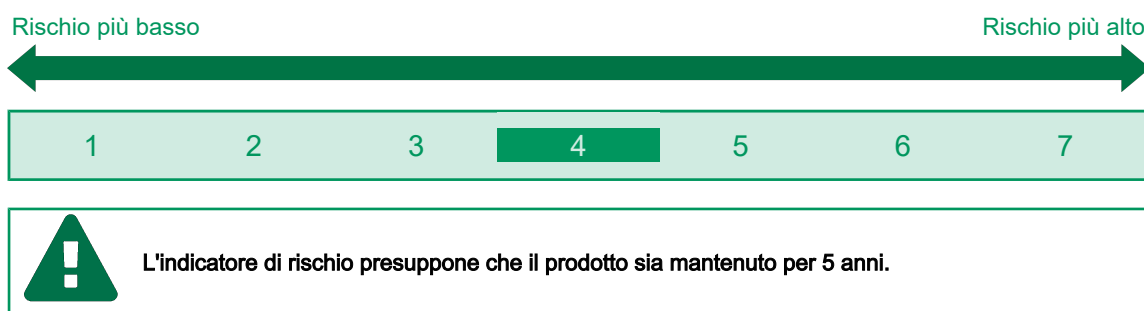 Rischio più basso Rischio più alto
1 2 3 4 5 6 7
L'indicatore di rischio presuppone che il prodotto sia mantenuto per 5 anni.